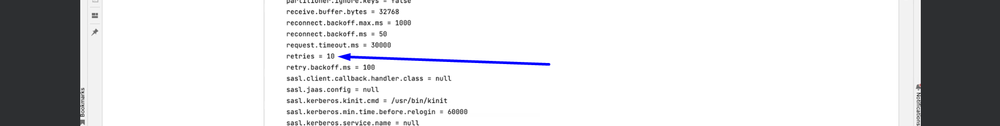 partitioner.ignore.keys = false
receive.buffer.bytes = 32768
reconnect.backoff.max.ms = 1000
reconnect.backoff.ms = 50
request.timeout.ms = 30000
retries = 10
retry.backoff.ms = 100
sasl.client.callback.handler.class = null
sasl.jaas.config = null
sasl.kerberos.kinit.cmd = /usr/bin/kinit
sasl.kerberos.min.time.before.relogin = 60000
sasl.kerberos.service.name = null
Bookmarks
Notifications